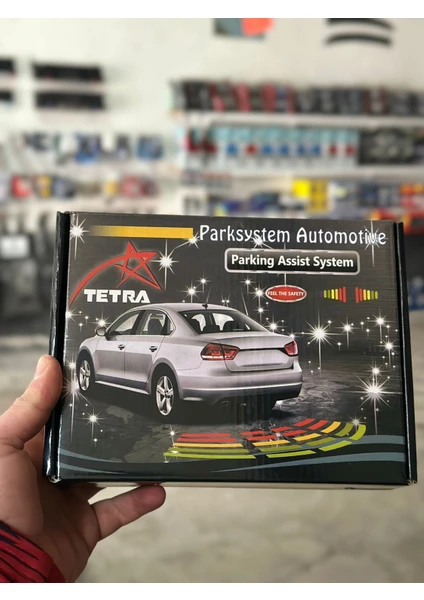 Parksystem Automotive
Parking Assist System
FEEL THE SAFETY
TETRA